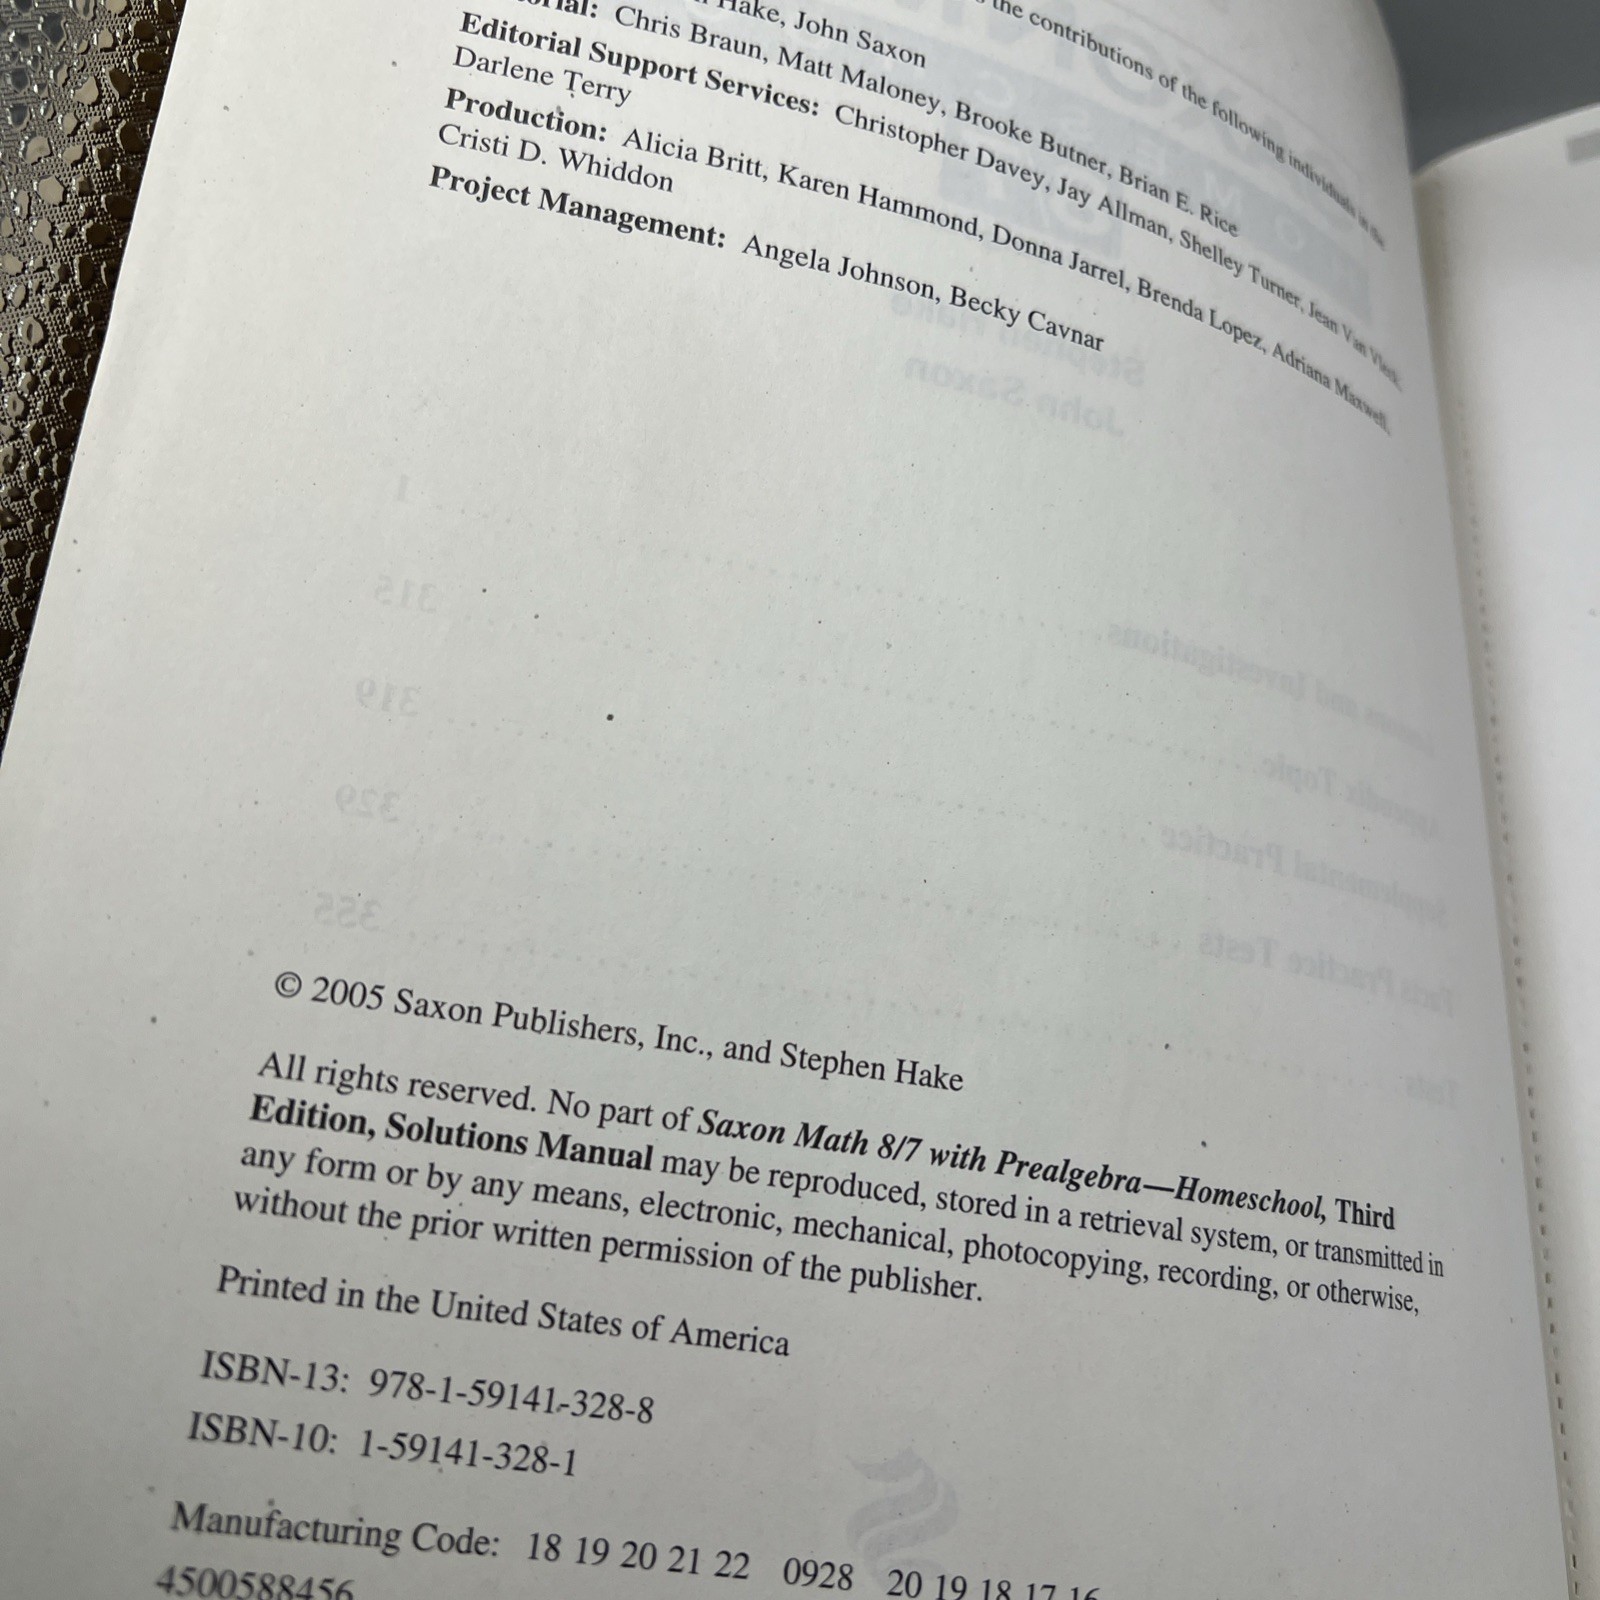 the contributions of the following individuals in the
Hake, John Saxon
Chris Braun, Matt Maloney, Brooke Butner, Brian E. Rice
Editorial Support Services: Christopher Davey, Jay Allman, Shelley Turner, Jean Van Vleck,
Darlene Terry
Production: Alicia Britt, Karen Hammond, Donna Jarrel, Brenda Lopez, Adriana Maxwell,
Cristi D. Whiddon
Project Management: Angela Johnson, Becky Cavnar
© 2005 Saxon Publishers, Inc., and Stephen Hake
All rights reserved. No part of Saxon Math 8/7 with Prealgebra—Homeschool, Third
Edition, Solutions Manual may be reproduced, stored in a retrieval system, or transmitted in
any form or by any means, electronic, mechanical, photocopying, recording, or otherwise,
without the prior written permission of the publisher.
Printed in the United States of America
ISBN-13: 978-1-59141-328-8
ISBN-10: 1-59141-328-1
Manufacturing Code: 18 19 20 21 22 0928 20 19 18 17 16
4500588456